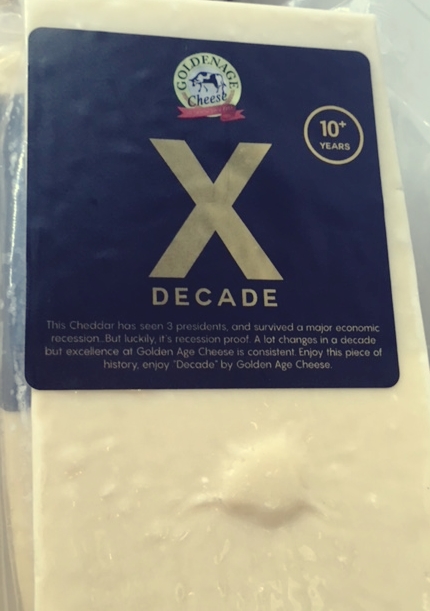 GOLDENAGE
Cheese
10+
YEARS
X
DECADE
This Cheddar has seen 3 presidents, and survived a major economic
recession...But luckily, it's recession proof. A lot changes in a decade
but excellence at Golden Age Cheese is consistent. Enjoy this piece of
history, enjoy "Decade" by Golden Age Cheese.